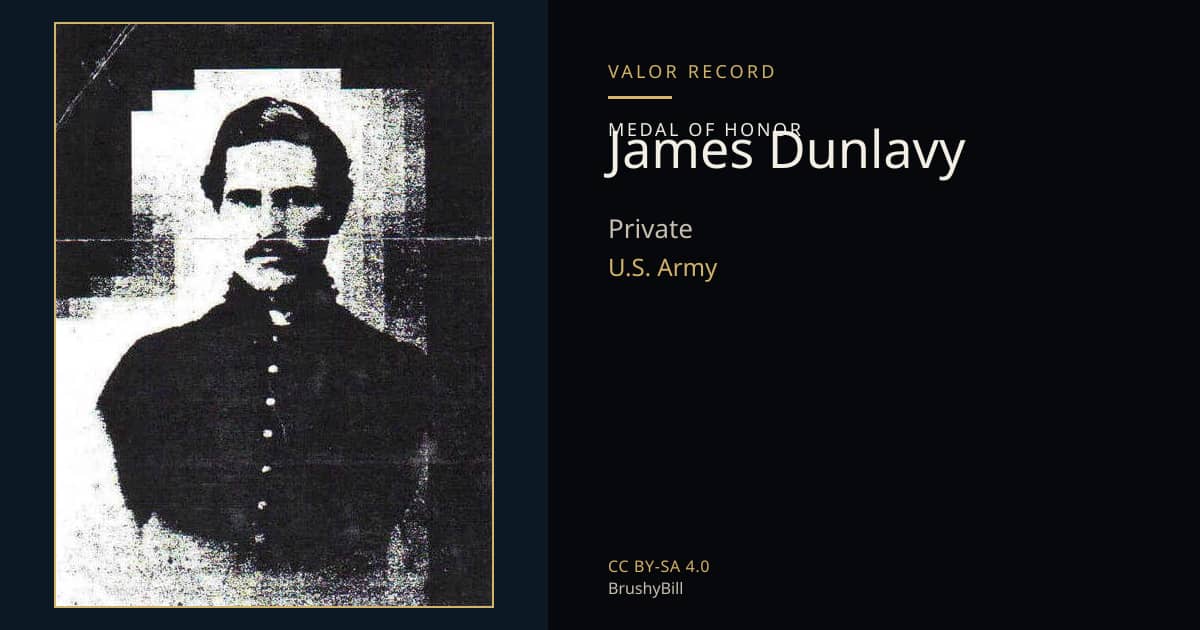 VALOR RECORD
MEDAL OF HONOR
James Dunlavy
Private
U.S. Army
CC BY-SA 4.0
BrushyBill